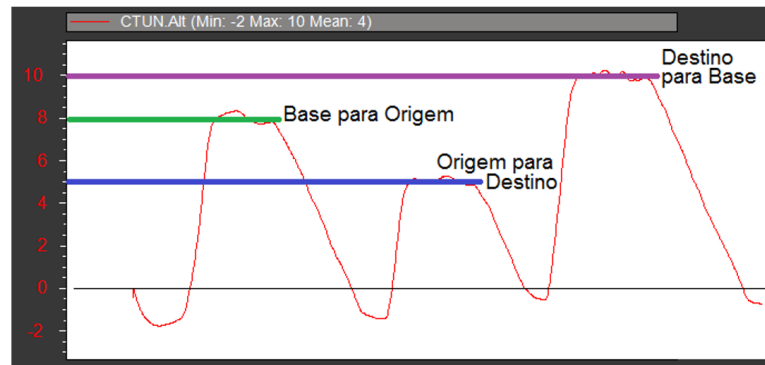 CTUN.Alt (Min: -2 Max: 10 Mean: 4)
Destino
para Base
10
Base para Origem
8
6
Origem para
Destino
4
2
0
-2